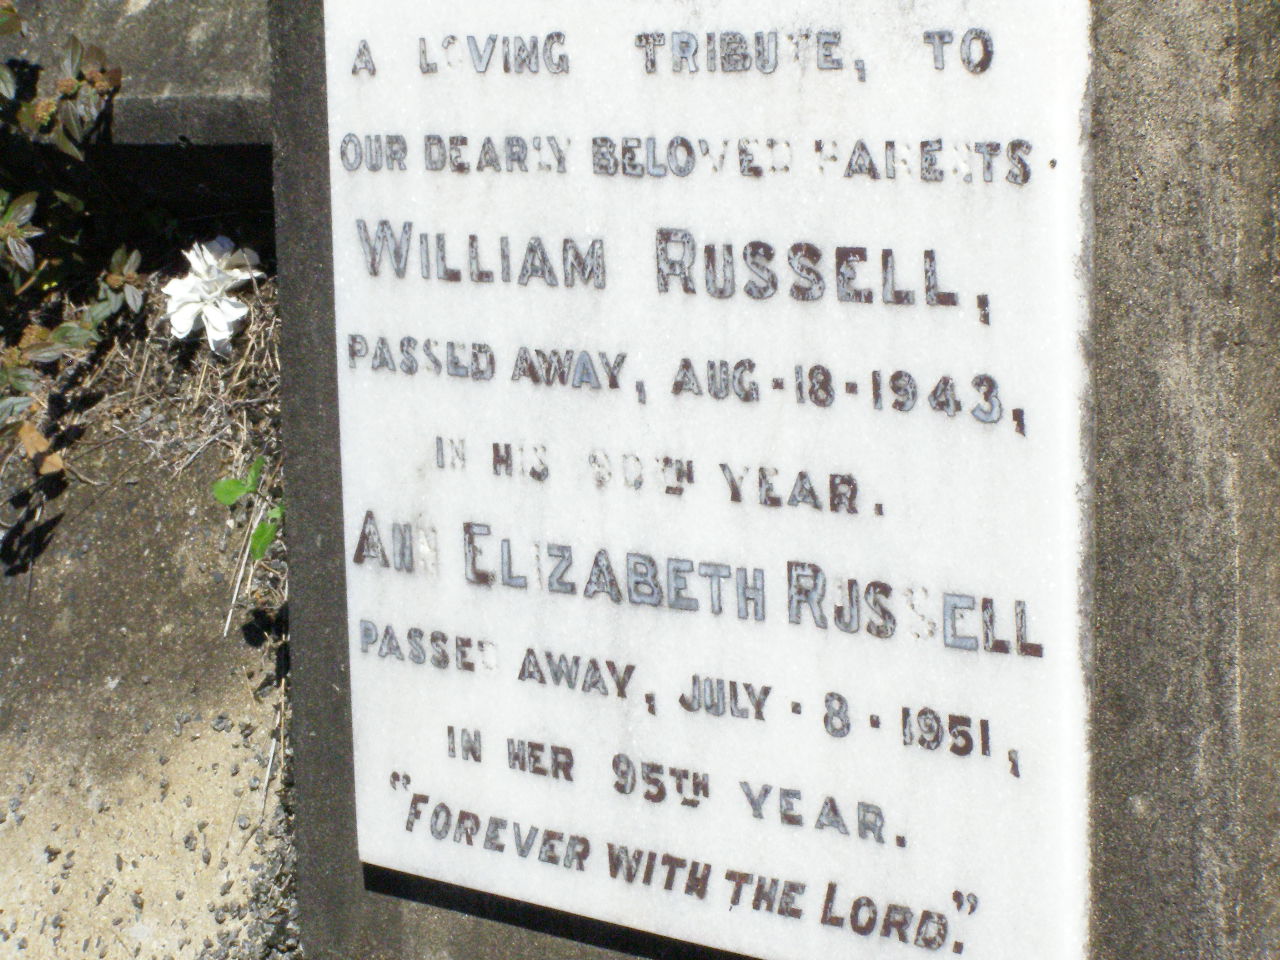 A LOVING TRIBUTE, TO
OUR DEARLY BELOVED PARENTS.
WILLIAM RUSSELL,
PASSED AWAY, AUG-18-1943,
IN HIS 90TH YEAR.
ANN ELIZABETH RUSSELL
PASSED AWAY, JULY·8·1951,
IN HER 95TH YEAR.
"FOREVER WITH THE LORD."